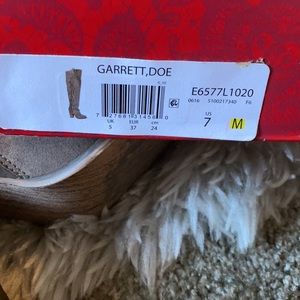 GARRETT,DOE
E6577L1020
0616 5100217340 Fit
US
7 M
UK EUR cm
5 37 24